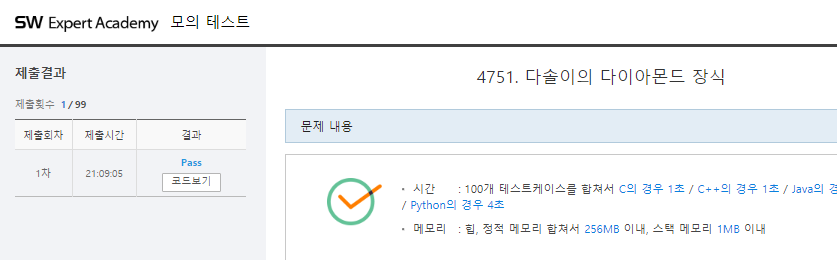 SW Expert Academy 모의 테스트
제출결과
제출횟수 1 / 99
제출회차 제출시간 결과
1차 21:09:05 Pass
코드보기
4751. 다솔이의 다이아몬드 장식
문제 내용
• 시간 : 100개 테스트케이스를 합쳐서 C의 경우 1초 / C++의 경우 1초 / Java의 경
/ Python의 경우 4초
• 메모리 : 힙, 정적 메모리 합쳐서 256MB 이내, 스택 메모리 1MB 이내